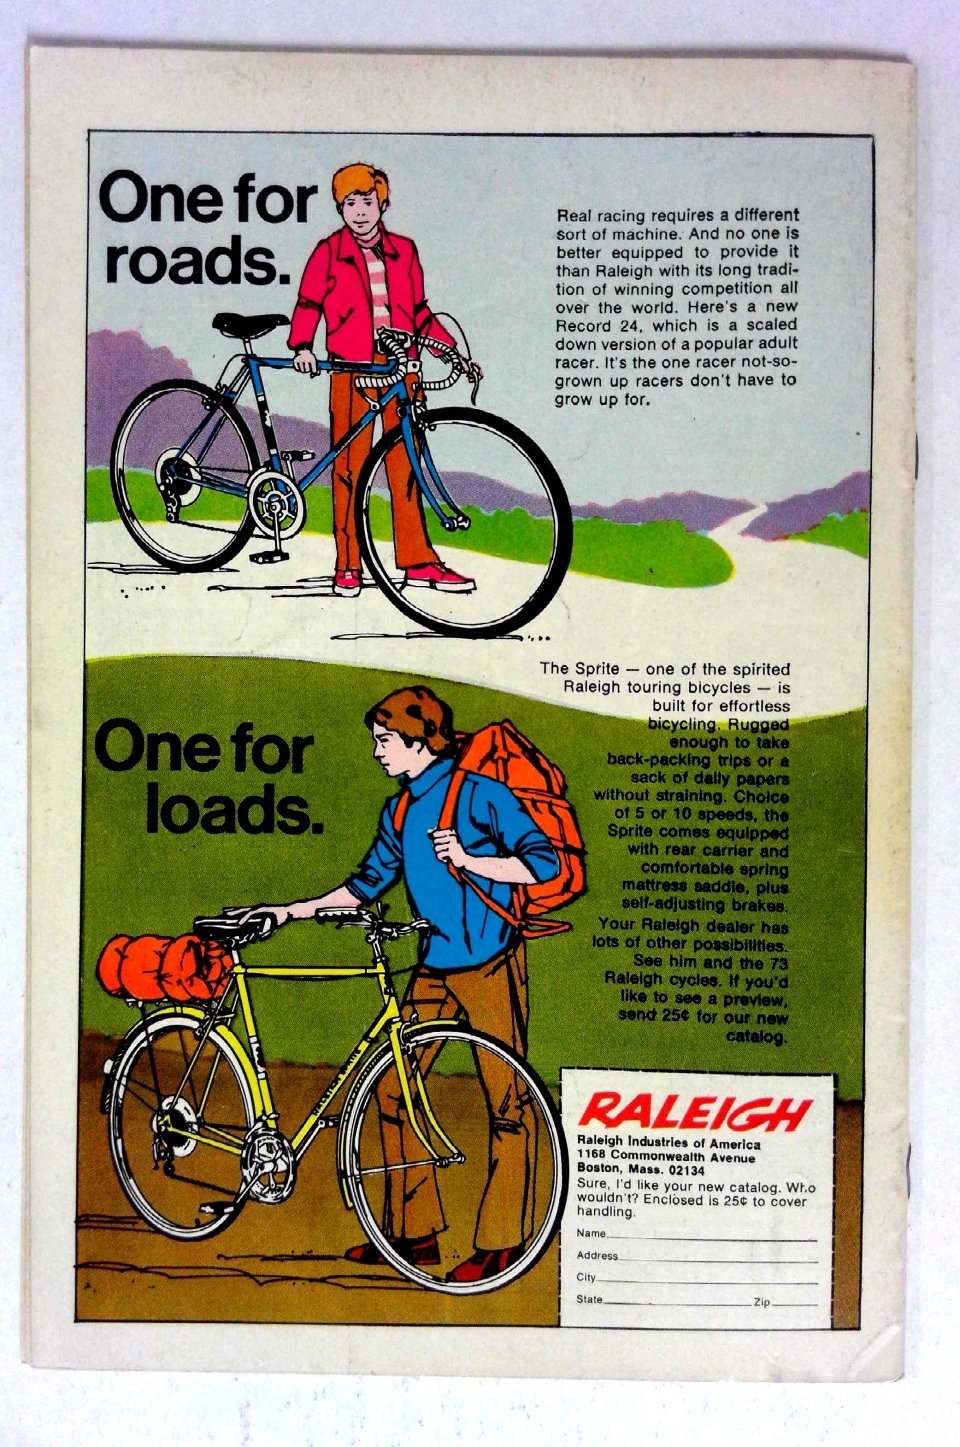 One for
roads.
Real racing requires a different
sort of machine. And no one is
better equipped to provide it
than Raleigh with its long tradi-
tion of winning competition all
over the world. Here's a new
Record 24, which is a scaled
down version of a popular adult
racer. It's the one racer not-so-
grown up racers don't have to
grow up for.
One for
loads.
The Sprite — one of the spirited
Raleigh touring bicycles — is
built for effortless
bicycling. Rugged
enough to take
back-packing trips or a
sack of daily papers
without straining. Choice
of 5 or 10 speeds, the
Sprite comes equipped
with rear carrier and
comfortable spring
mattress saddle, plus
self-adjusting brakes.
Your Raleigh dealer has
lots of other possibilities.
See him and the 73
Raleigh cycles. If you'd
like to see a preview,
send 25¢ for our new
catalog.
RALEIGH SPRITE
RALEIGH
Raleigh Industries of America
1168 Commonwealth Avenue
Boston, Mass. 02134
Sure, I'd like your new catalog. Who
wouldn't? Enclosed is 25¢ to cover
handling.
Name
Address
City
State Zip